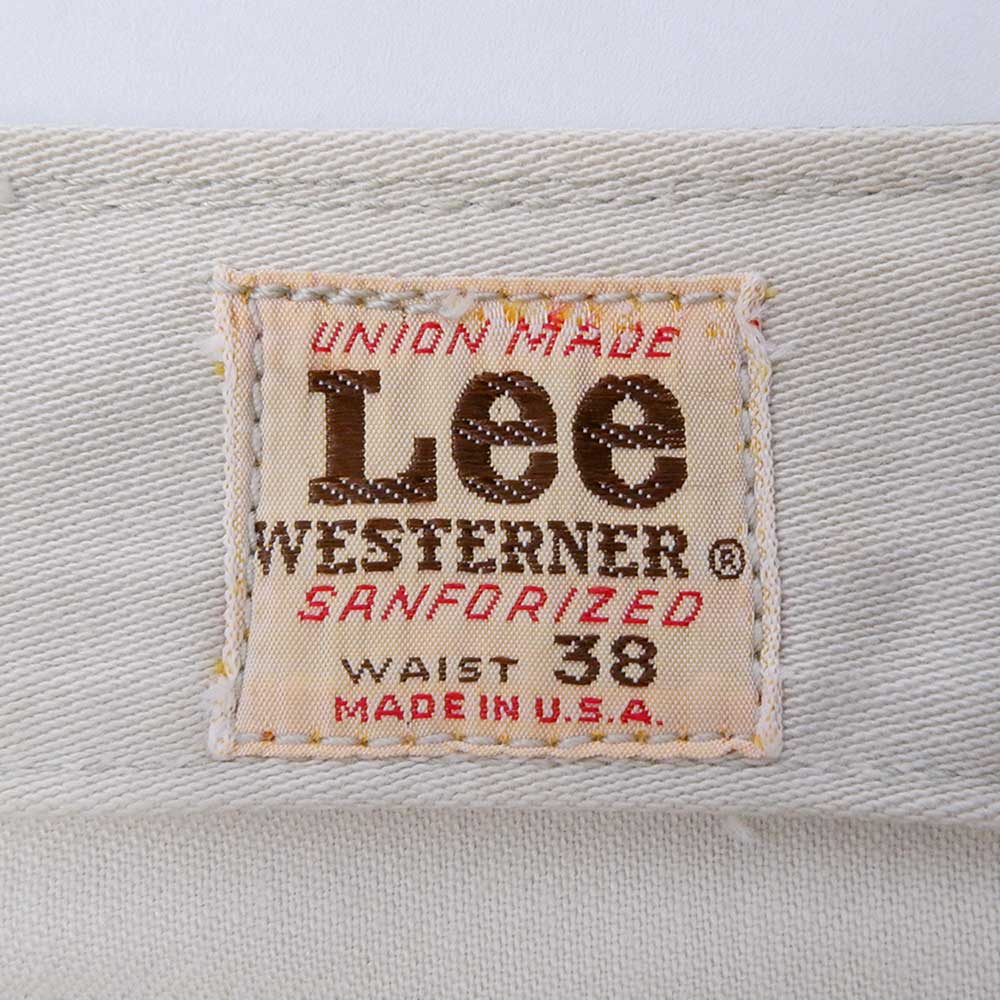 UNION MADE
Lee
WESTERNER ®
SANFORIZED
WAIST 38
MADE IN U.S.A.